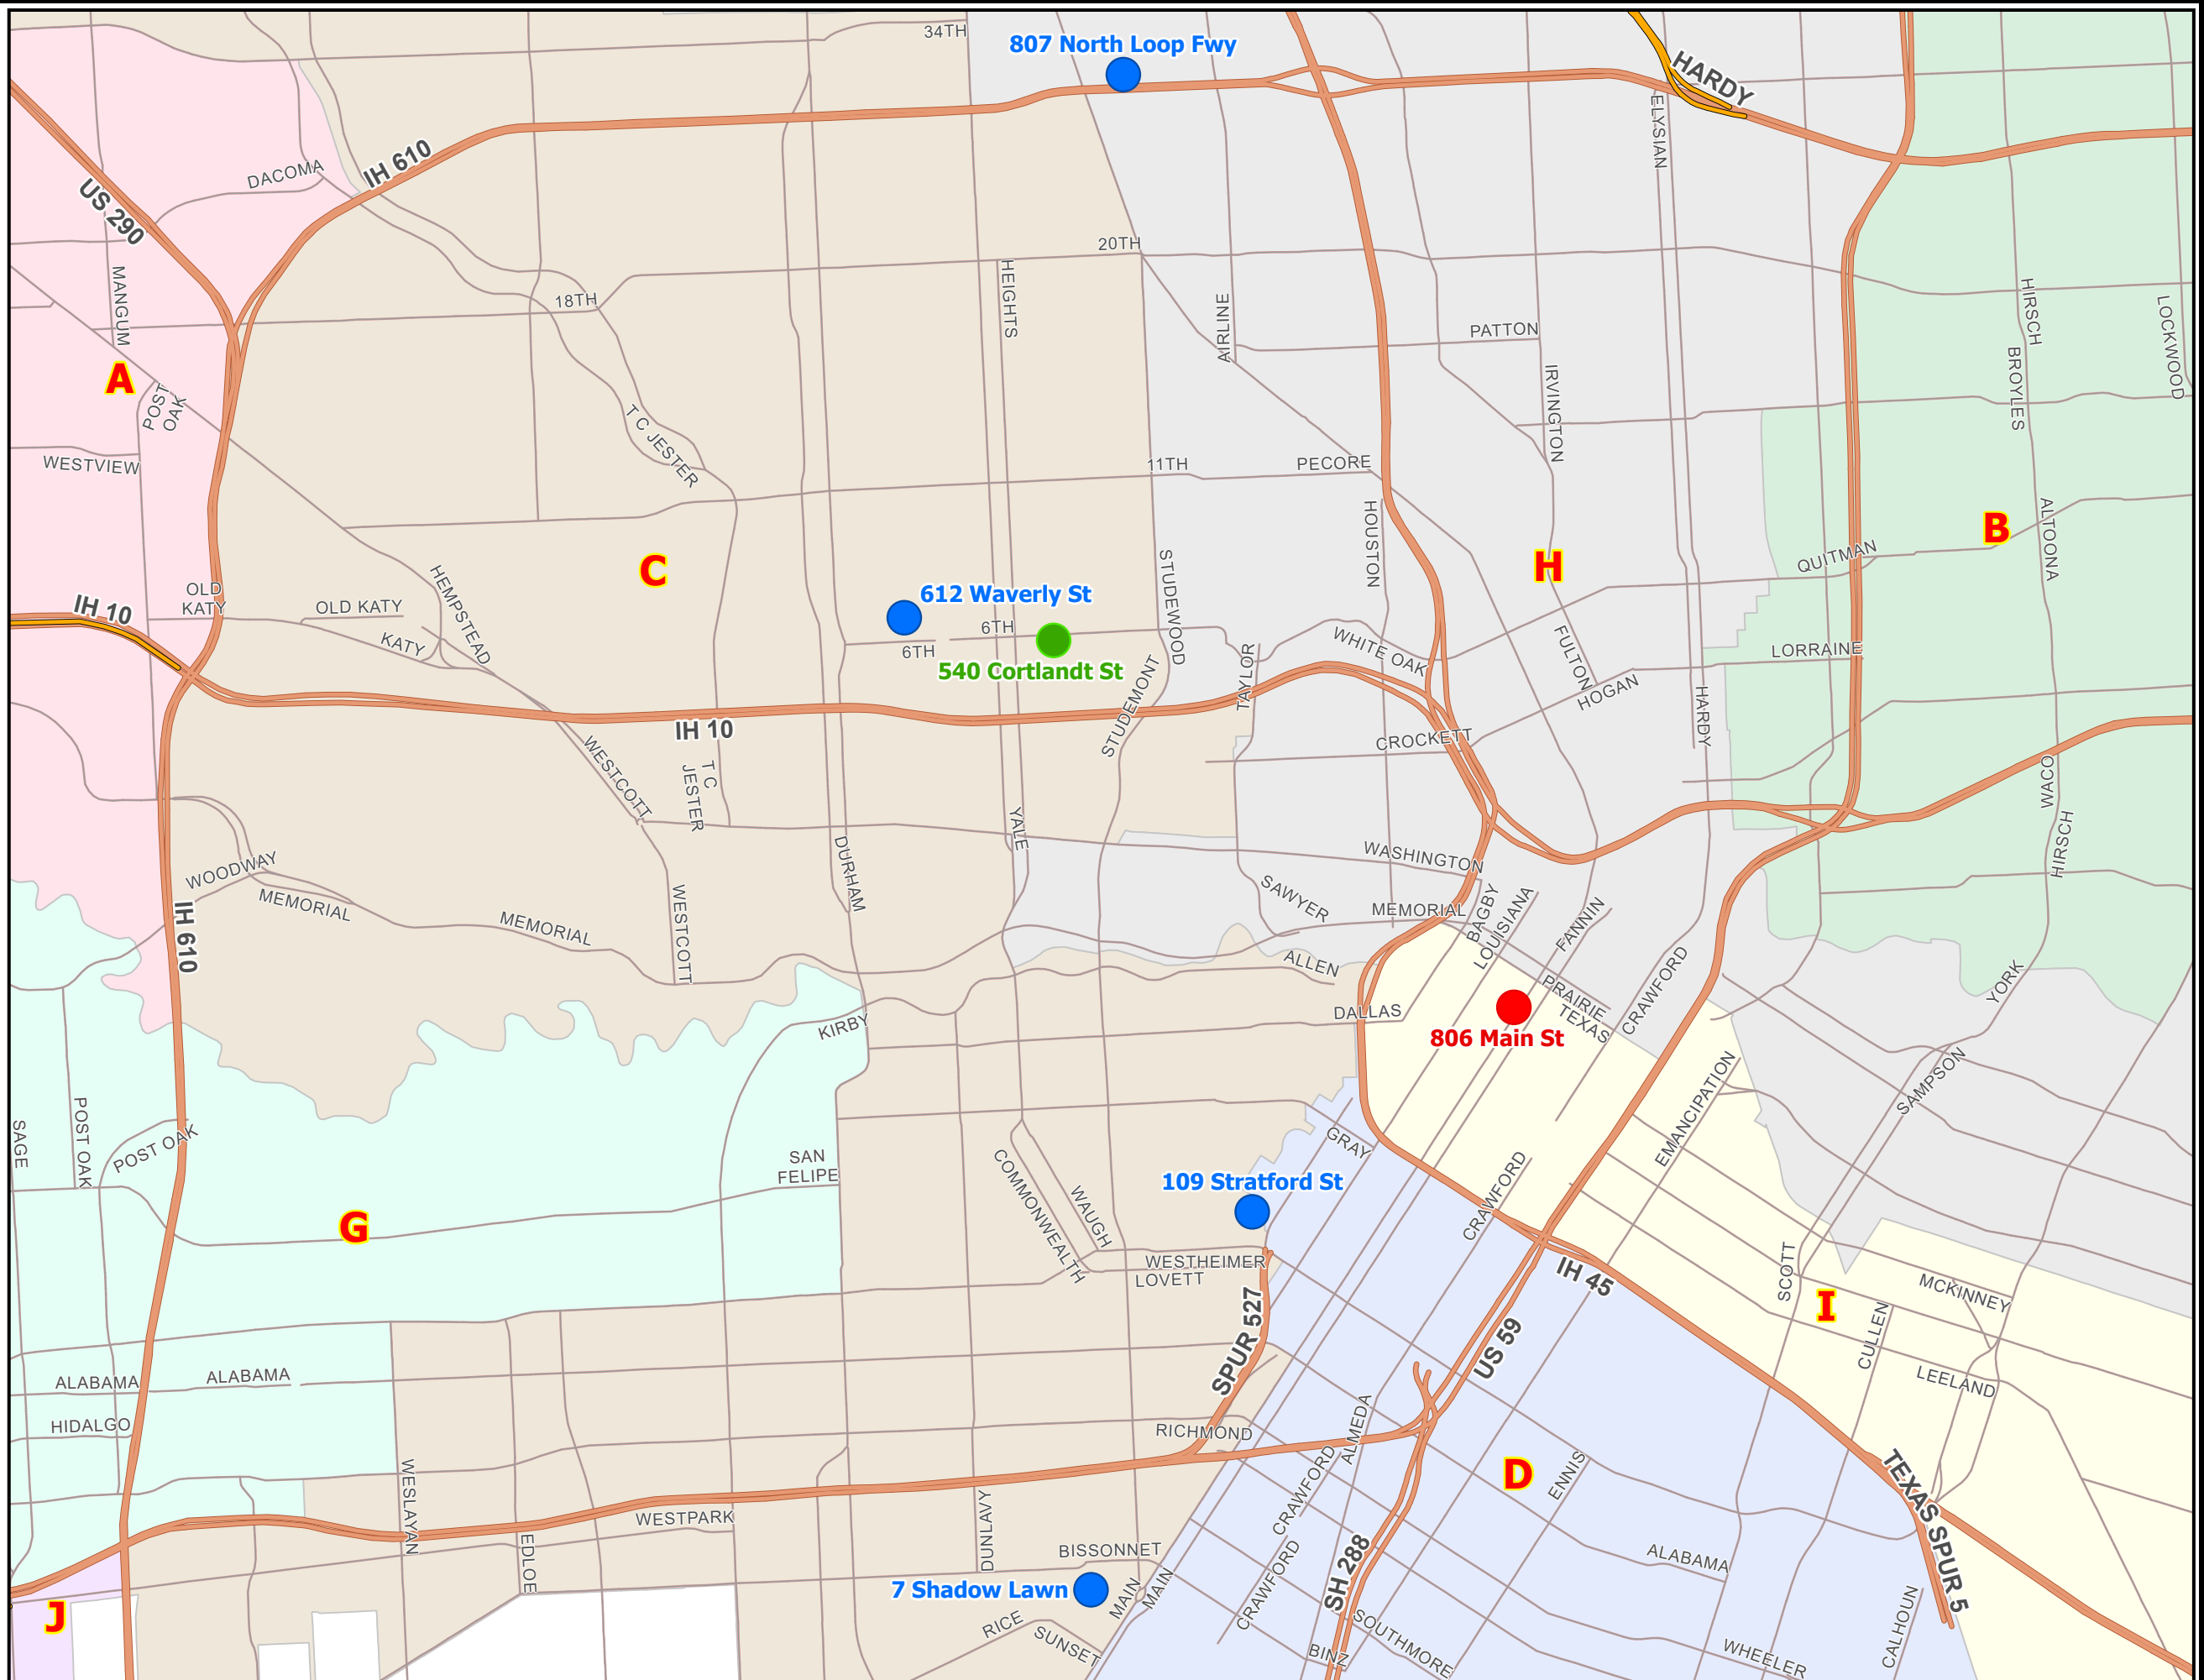 34TH
807 North Loop Fwy
HARDY
ELYSIAN
IH 610
DACOMA
US 290
20TH
MANGUM
18TH
HEIGHTS
AIRLINE
PATTON
HIRSCH
LOCKWOOD
A
POST
OAK
T C JESTER
IRVINGTON
BROYLES
WESTVIEW
11TH
PECORE
HOUSTON
ALTOONA
B
QUITMAN
C
H
HEMPSTEAD
STUDEWOOD
OLD
KATY
IH 10
OLD KATY
612 Waverly St
KATY
6TH
6TH
540 Cortlandt St
WHITE OAK
FULTON
LORRAINE
TAYLOR
STUDEMONT
HOGAN
HARDY
IH 10
CROCKETT
WESTCOTT
T C
JESTER
WACO
YALE
DURHAM
WASHINGTON
HIRSCH
WOODWAY
MEMORIAL
WESTCOTT
MEMORIAL
SAWYER
MEMORIAL
BAGBY
LOUISIANA
FANNIN
IH 610
ALLEN
CRAWFORD
YORK
KIRBY
DALLAS
PRAIRIE
TEXAS
806 Main St
SAMPSON
EMANCIPATION
SAGE
POST OAK
POST OAK
GRAY
SAN
FELIPE
COMMONWEALTH
WAUGH
109 Stratford St
CRAWFORD
G
WESTHEIMER
LOVETT
IH 45
SCOTT
MCKINNEY
I
CULLEN
SPUR 527
US 59
ALABAMA
ALABAMA
LEELAND
HIDALGO
RICHMOND
ALMEDA
CRAWFORD
D
ENNIS
TEXAS SPUR 5
WESLAYAN
WESTPARK
DUNLAVY
EDLOE
BISSONNET
7 Shadow Lawn
MAIN
MAIN
CRAWFORD
SH 288
ALABAMA
J
RICE
SUNSET
BINZ
SOUTHMORE
WHEELER
CALHOUN